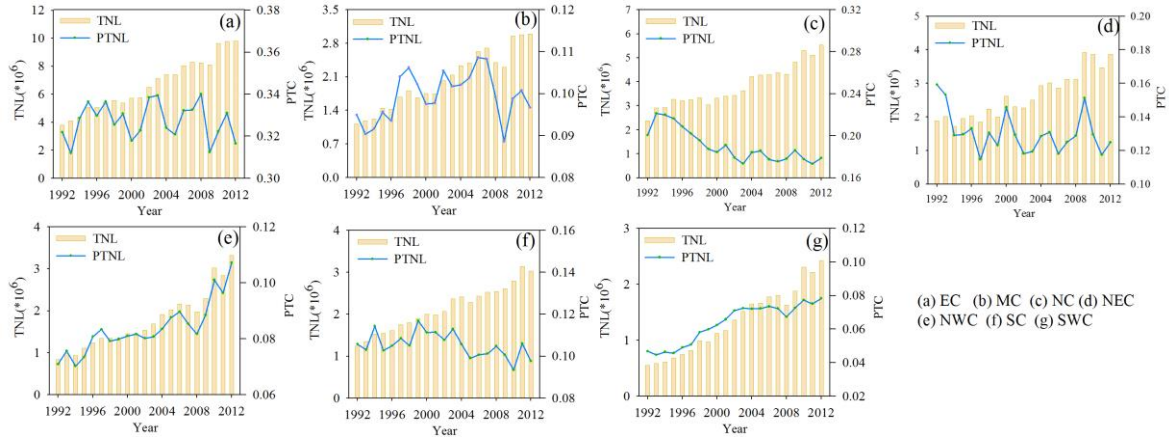 (a)
TNL
PTNL
12
10
8
6
4
2
0
TNL(*10⁶)
0.38
0.36
0.34
0.32
0.30
PTC
1992 1996 2000 2004 2008 2012
Year
(b)
TNL
PTNL
3.5
2.8
2.1
1.4
0.7
0.0
TNL(*10⁶)
0.12
0.11
0.10
0.09
0.08
PTC
1992 1996 2000 2004 2008 2012
Year
(c)
TNL
PTNL
7
6
5
4
3
2
1
0
TNL(*10⁶)
0.32
0.28
0.24
0.20
0.16
PTC
1992 1996 2000 2004 2008 2012
Year
(d)
TNL
PTNL
5
4
3
2
1
0
TNL(*10⁶)
0.20
0.18
0.16
0.14
0.12
0.10
PTC
1992 1996 2000 2004 2008 2012
Year
(e)
TNL
PTNL
4
3
2
1
0
TNL(*10⁶)
0.12
0.10
0.08
0.06
PTC
1992 1996 2000 2004 2008 2012
Year
(f)
TNL
PTNL
4
3
2
1
0
TNL(*10⁶)
0.16
0.14
0.12
0.10
0.08
PTC
1992 1996 2000 2004 2008 2012
Year
(g)
TNL
PTNL
3
2
1
0
TNL(*10⁶)
0.12
0.10
0.08
0.06
0.04
0.02
PTC
1992 1996 2000 2004 2008 2012
Year
(a) EC (b) MC (c) NC (d) NEC
(e) NWC (f) SC (g) SWC